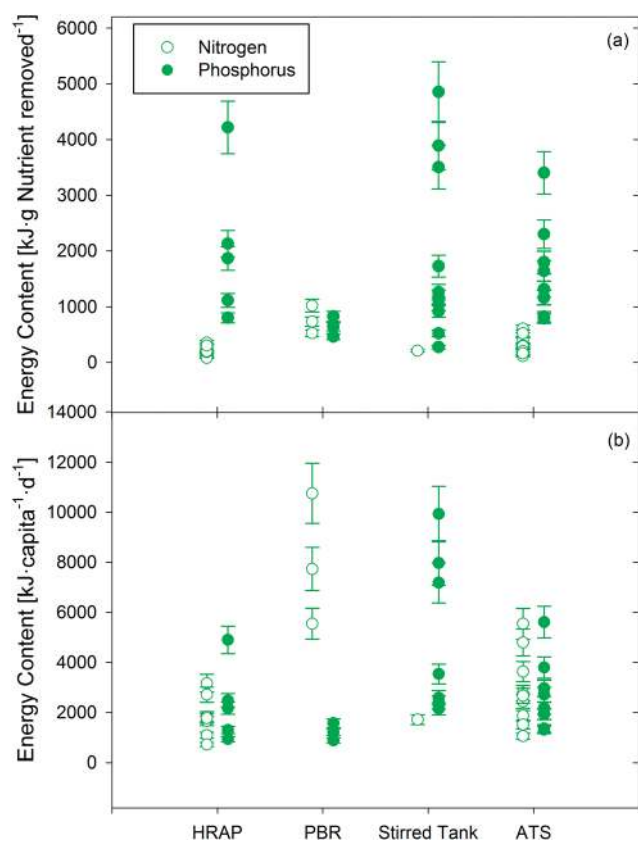 Nitrogen
Phosphorus
(a)
Energy Content [kJ·g Nutrient removed⁻¹]
6000
5000
4000
3000
2000
1000
0
(b)
Energy Content [kJ·capita⁻¹·d⁻¹]
14000
12000
10000
8000
6000
4000
2000
0
HRAP PBR Stirred Tank ATS